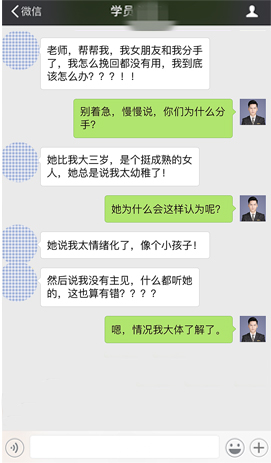 微信
学员
老师，帮帮我，我女朋友和我分手
了，我怎么挽回都没有用，我到底
该怎么办？？？！！
别着急，慢慢说，你们为什么分
手？
她比我大三岁，是个挺成熟的女
人，她总是说我太幼稚了！
她为什么会这样认为呢？
她说我太情绪化了，像个小孩子！
然后说我没有主见，什么都听她
的，这也算有错？？？？
嗯，情况我大体了解了。